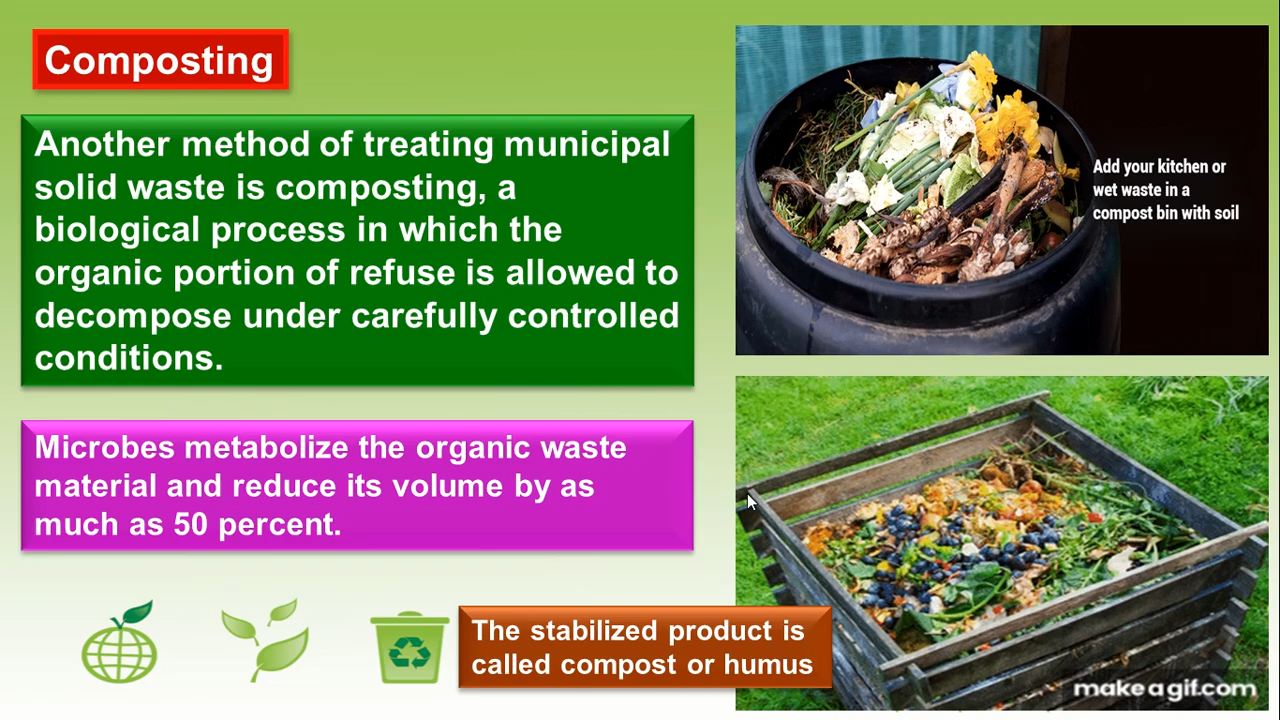 Composting
Another method of treating municipal
solid waste is composting, a
biological process in which the
organic portion of refuse is allowed to
decompose under carefully controlled
conditions.
Microbes metabolize the organic waste
material and reduce its volume by as
much as 50 percent.
The stabilized product is
called compost or humus
Add your kitchen or
wet waste in a
compost bin with soil
makeagif.com